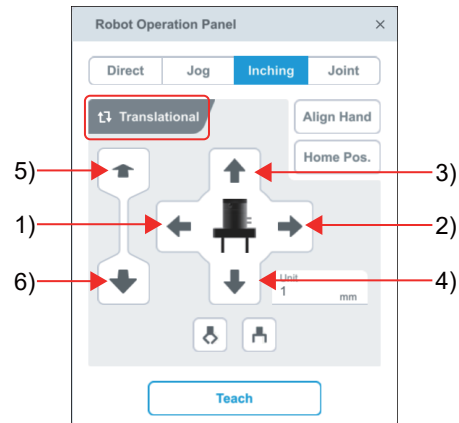 Robot Operation Panel ×
Direct Jog Inching Joint
Translational Align Hand
Home Pos.
5) 3)
1) 2)
6) 4)
Unit
1 mm
Teach